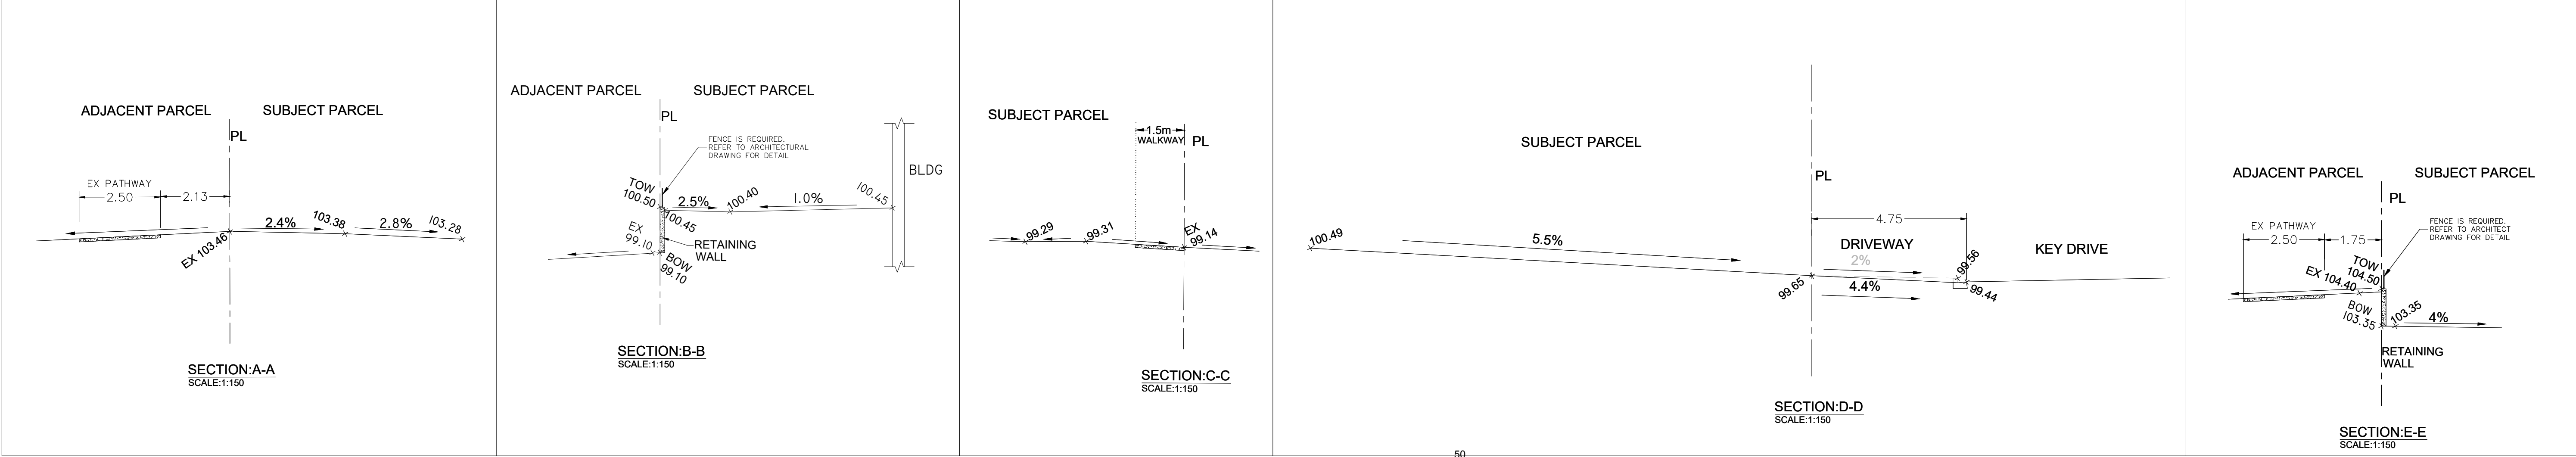 ADJACENT PARCEL
SUBJECT PARCEL
PL
EX PATHWAY
2.50
2.13
2.4%
103.38
2.8%
103.28
EX 103.46
SECTION:A-A
SCALE:1:150
ADJACENT PARCEL
SUBJECT PARCEL
PL
FENCE IS REQUIRED.
REFER TO ARCHITECTURAL
DRAWING FOR DETAIL
BLDG
TOW
100.50
2.5%
100.40
1.0%
100.45
100.45
EX
99.10
RETAINING
WALL
BOW
99.10
SECTION:B-B
SCALE:1:150
SUBJECT PARCEL
1.5m
WALKWAY
PL
99.29
99.31
EX
99.14
SECTION:C-C
SCALE:1:150
SUBJECT PARCEL
PL
4.75
100.49
5.5%
DRIVEWAY
2%
99.56
KEY DRIVE
99.65
4.4%
99.44
SECTION:D-D
SCALE:1:150
50
ADJACENT PARCEL
SUBJECT PARCEL
PL
EX PATHWAY
2.50
1.75
FENCE IS REQUIRED.
REFER TO ARCHITECT
DRAWING FOR DETAIL
TOW
104.50
EX 104.40
BOW
103.35
103.35
4%
RETAINING
WALL
SECTION:E-E
SCALE:1:150